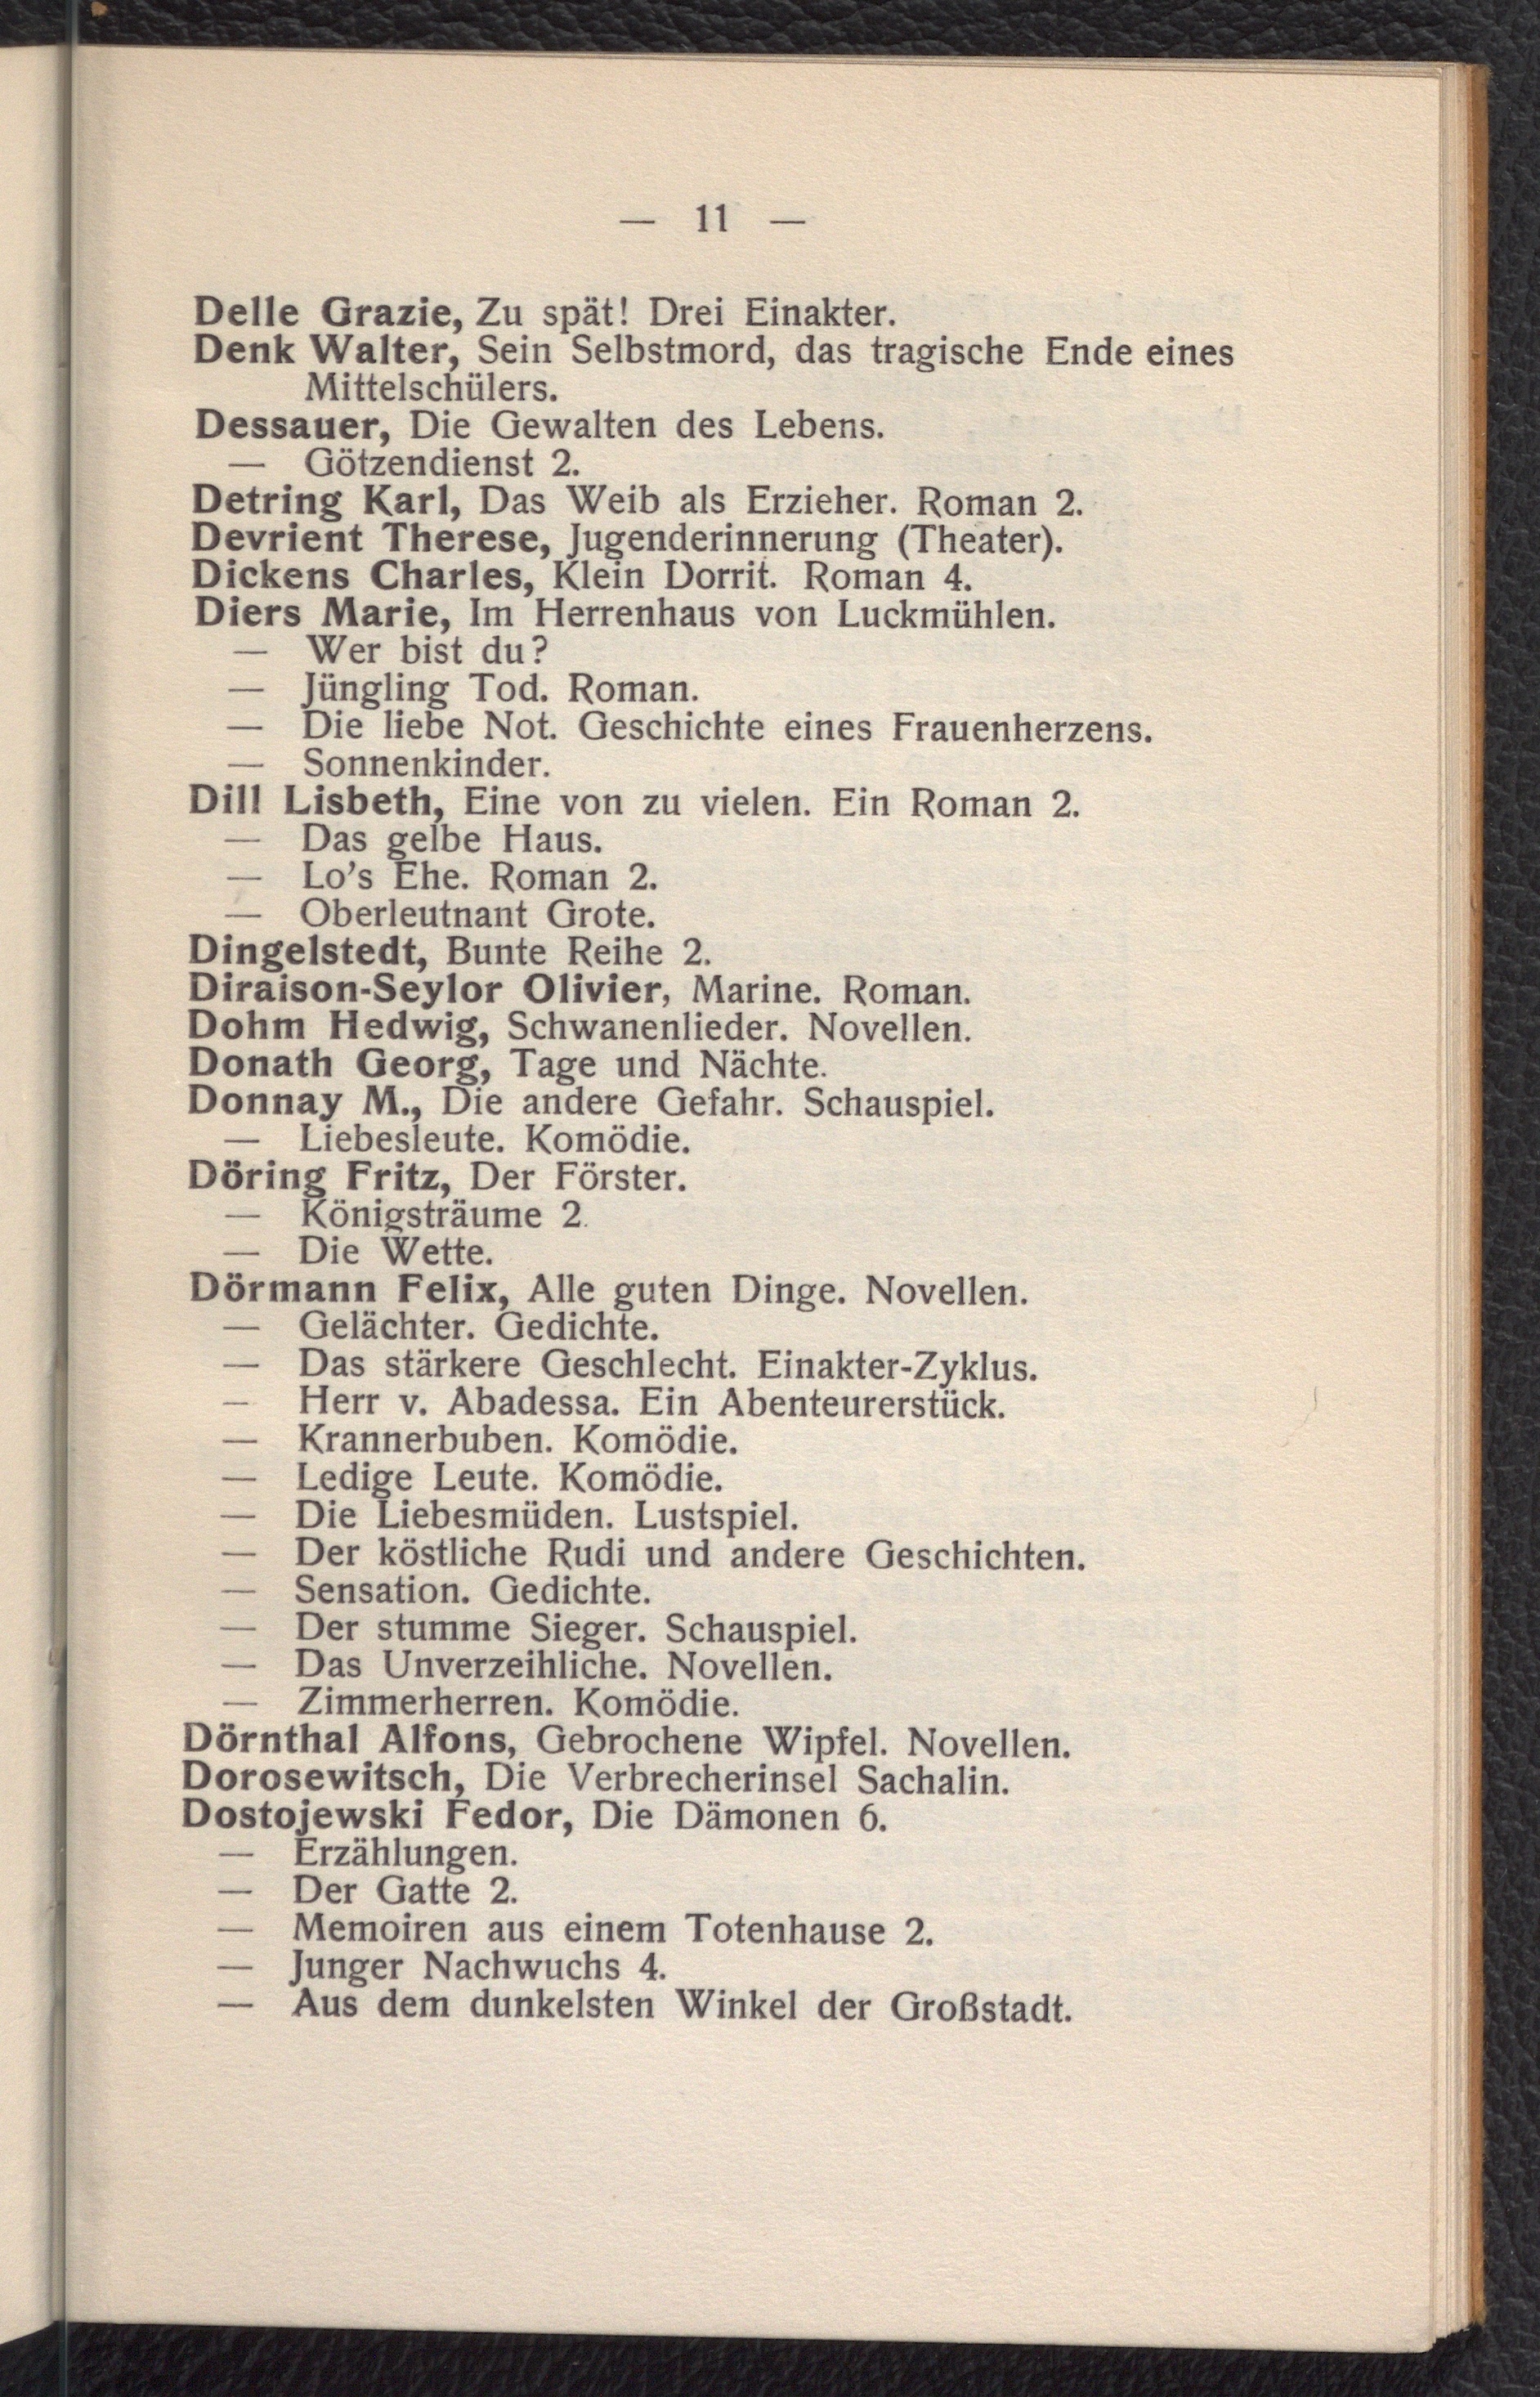 — 11 —
Delle Grazie, Zu spät! Drei Einakter.
Denk Walter, Sein Selbstmord, das tragische Ende eines
Mittelschülers.
Dessauer, Die Gewalten des Lebens.
— Götzendienst 2.
Detring Karl, Das Weib als Erzieher. Roman 2.
Devrient Therese, Jugenderinnerung (Theater).
Dickens Charles, Klein Dorrit. Roman 4.
Diers Marie, Im Herrenhaus von Luckmühlen.
— Wer bist du?
— Jüngling Tod. Roman.
— Die liebe Not. Geschichte eines Frauenherzens.
— Sonnenkinder.
Dill Lisbeth, Eine von zu vielen. Ein Roman 2.
— Das gelbe Haus.
— Lo's Ehe. Roman 2.
— Oberleutnant Grote.
Dingelstedt, Bunte Reihe 2.
Diraison-Seylor Olivier, Marine. Roman.
Dohm Hedwig, Schwanenlieder. Novellen.
Donath Georg, Tage und Nächte.
Donnay M., Die andere Gefahr. Schauspiel.
— Liebesleute. Komödie.
Döring Fritz, Der Förster.
— Königsträume 2.
— Die Wette.
Dörmann Felix, Alle guten Dinge. Novellen.
— Gelächter. Gedichte.
— Das stärkere Geschlecht. Einakter-Zyklus.
— Herr v. Abadessa. Ein Abenteurerstück.
— Krannerbuben. Komödie.
— Ledige Leute. Komödie.
— Die Liebesmüden. Lustspiel.
— Der köstliche Rudi und andere Geschichten.
— Sensation. Gedichte.
— Der stumme Sieger. Schauspiel.
— Das Unverzeihliche. Novellen.
— Zimmerherren. Komödie.
Dörnthal Alfons, Gebrochene Wipfel. Novellen.
Dorosewitsch, Die Verbrecherinsel Sachalin.
Dostojewski Fedor, Die Dämonen 6.
— Erzählungen.
— Der Gatte 2.
— Memoiren aus einem Totenhause 2.
— Junger Nachwuchs 4.
— Aus dem dunkelsten Winkel der Großstadt.